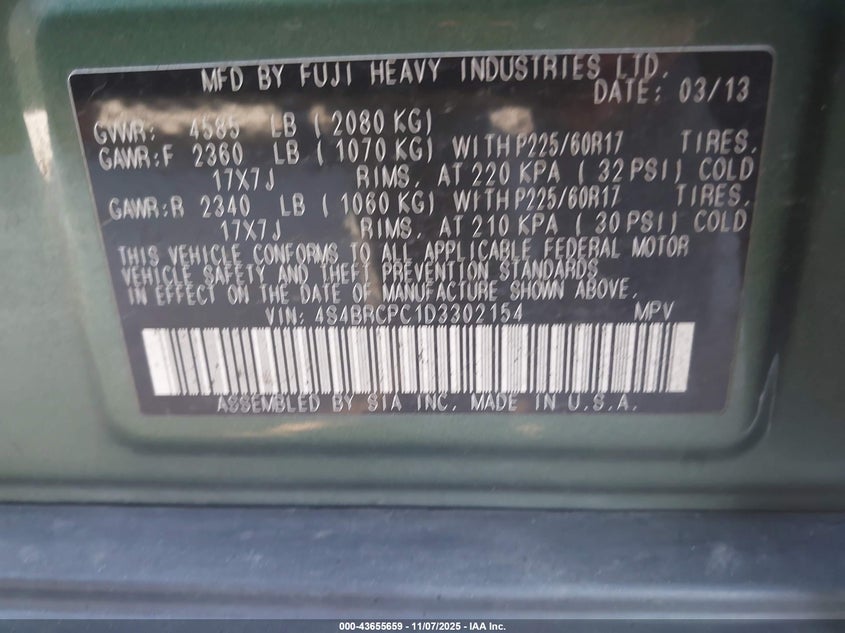 MFD BY FUJI HEAVY INDUSTRIES LTD.
DATE: 03/13
GVWR: 4585 LB ( 2080 KG)
GAWR:F 2360 LB ( 1070 KG) WITH P225/60R17 TIRES,
17X7J RIMS, AT 220 KPA ( 32 PSI) COLD
GAWR:R 2340 LB ( 1060 KG) WITH P225/60R17 TIRES,
17X7J RIMS, AT 210 KPA ( 30 PSI) COLD
THIS VEHICLE CONFORMS TO ALL APPLICABLE FEDERAL MOTOR
VEHICLE SAFETY AND THEFT PREVENTION STANDARDS
IN EFFECT ON THE DATE OF MANUFACTURE SHOWN ABOVE.
VIN: 4S4BRCPC1D3302154 MPV
ASSEMBLED BY SIA INC. MADE IN U.S.A.
000-43655659 - 11/07/2025 - IAA Inc.